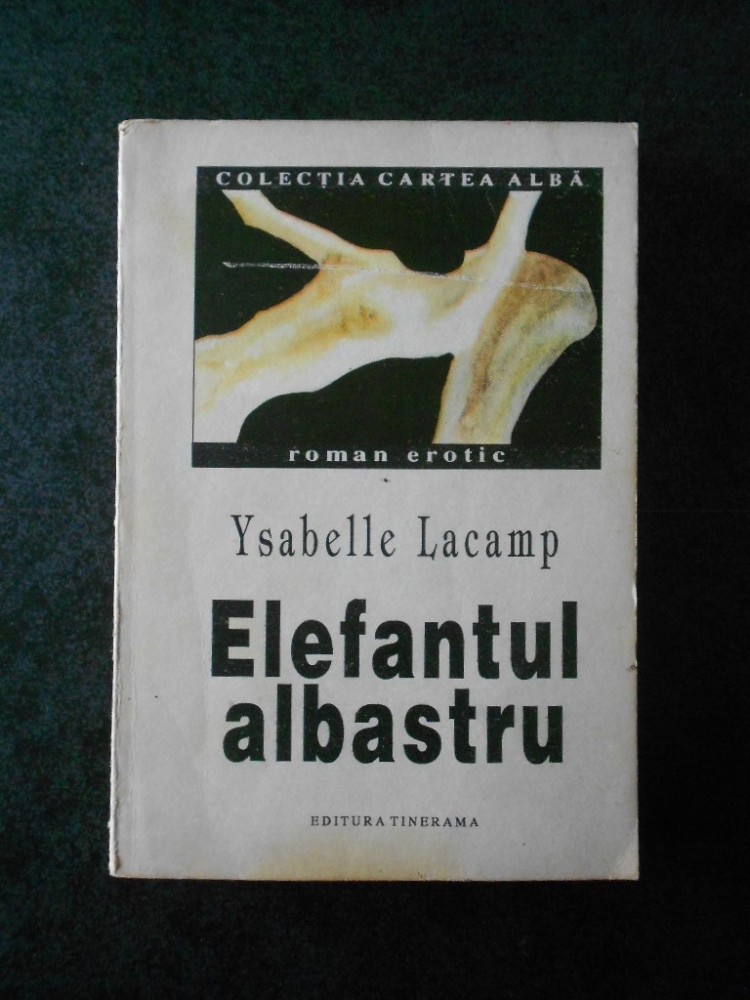 COLECȚIA CARTEA ALBĂ
roman erotic
Ysabelle Lacamp
Elefantul
albastru
EDITURA TINERAMA